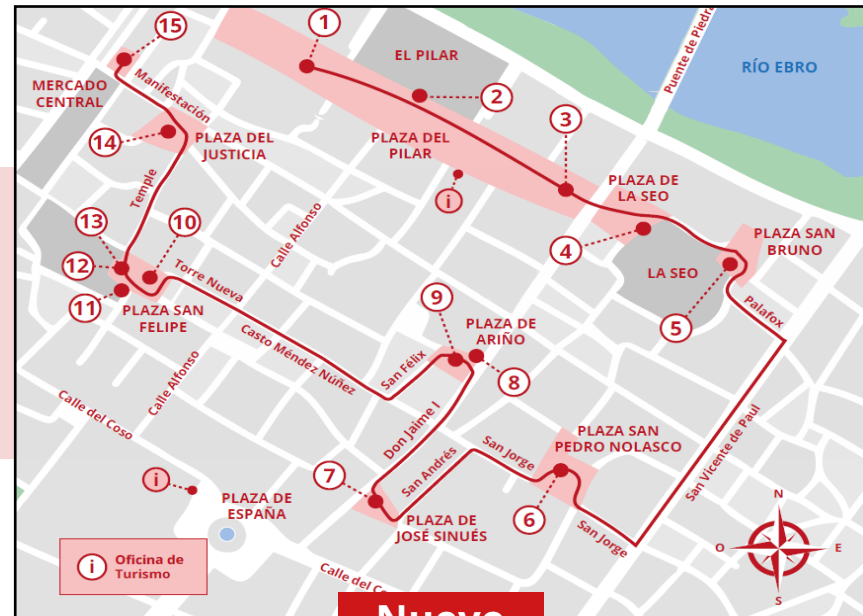 15
1
EL PILAR
2
Puente de Piedra
RÍO EBRO
MERCADO
CENTRAL
Manifestación
14
PLAZA DEL
JUSTICIA
PLAZA DEL
PILAR
3
i
PLAZA DE
LA SEO
4
LA SEO
PLAZA SAN
BRUNO
5
Palafox
Temple
13
10
12
11
Torre Nueva
PLAZA SAN
FELIPE
Calle Alfonso
Casto Méndez Núñez
9
PLAZA DE
ARIÑO
8
San Félix
Calle Alfonso
Calle del Coso
Don Jaime I
San Andrés
San Jorge
PLAZA SAN
PEDRO NOLASCO
San Vicente de Paul
7
6
San Jorge
i
PLAZA DE
ESPAÑA
PLAZA DE
JOSÉ SINUÉS
N
O
E
S
i
Oficina de
Turismo
Calle del
Nuevo